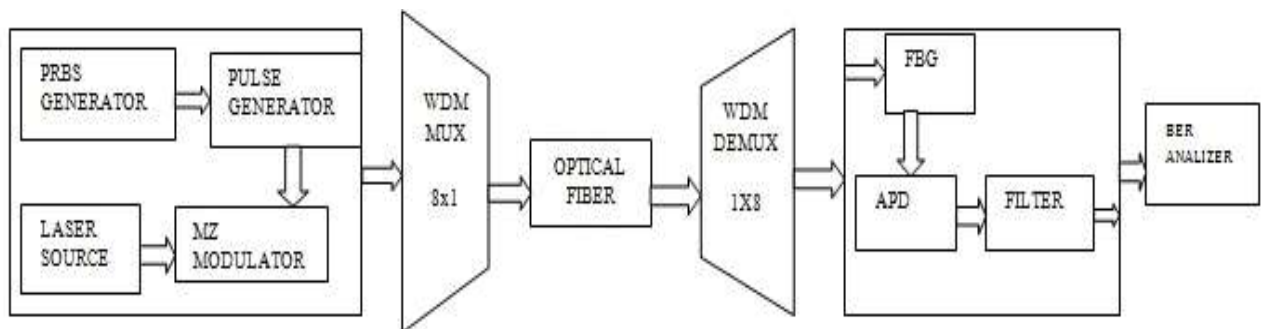 PRBS
GENERATOR
PULSE
GENERATOR
LASER
SOURCE
MZ
MODULATOR
WDM
MUX
8x1
OPTICAL
FIBER
WDM
DEMUX
1X8
FBG
APD
FILTER
BER
ANALIZER